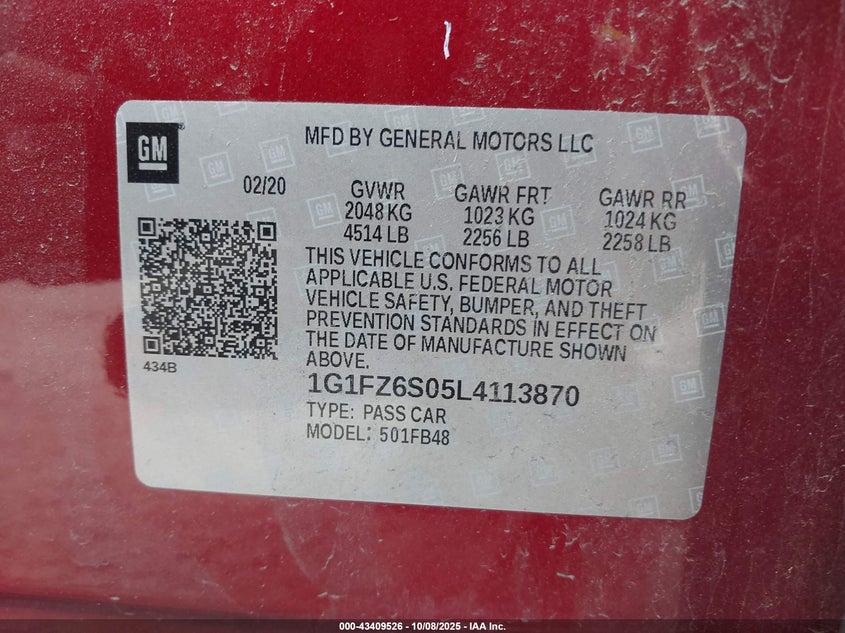 GM
MFD BY GENERAL MOTORS LLC
02/20
GVWR
2048 KG
4514 LB
GAWR FRT
1023 KG
2256 LB
GAWR RR
1024 KG
2258 LB
THIS VEHICLE CONFORMS TO ALL
APPLICABLE U.S. FEDERAL MOTOR
VEHICLE SAFETY, BUMPER, AND THEFT
PREVENTION STANDARDS IN EFFECT ON
THE DATE OF MANUFACTURE SHOWN
ABOVE.
434B
1G1FZ6S05L4113870
TYPE: PASS CAR
MODEL: 501FB48
000-43409526 - 10/08/2025 - IAA Inc.